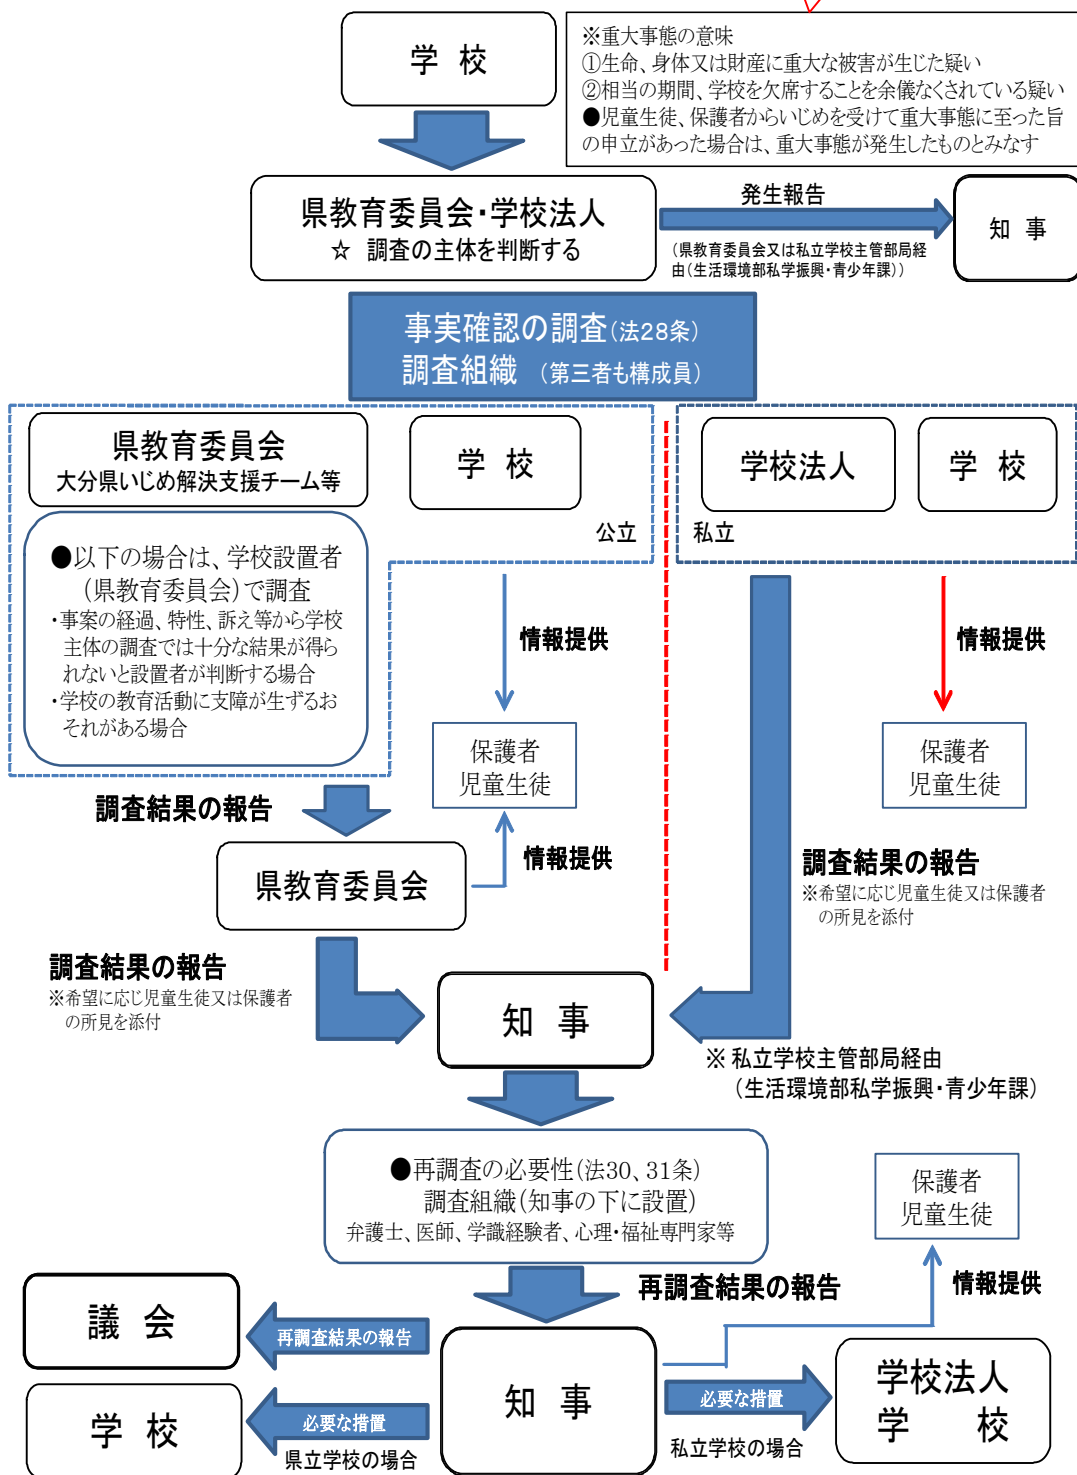 学 校
※重大事態の意味
①生命、身体又は財産に重大な被害が生じた疑い
②相当の期間、学校を欠席することを余儀なくされている疑い
●児童生徒、保護者からいじめを受けて重大事態に至った旨
の申立があった場合は、重大事態が発生したものとみなす
県教育委員会・学校法人
☆ 調査の主体を判断する
発生報告
(県教育委員会又は私立学校主管部局経
由(生活環境部私学振興・青少年課))
知 事
事実確認の調査(法28条)
調査組織 (第三者も構成員)
県教育委員会
大分県いじめ解決支援チーム等
学 校
公立
学校法人
学 校
私立
●以下の場合は、学校設置者
(県教育委員会)で調査
・事案の経過、特性、訴え等から学校
主体の調査では十分な結果が得ら
れないと設置者が判断する場合
・学校の教育活動に支障が生ずるお
それがある場合
情報提供
情報提供
保護者
児童生徒
保護者
児童生徒
調査結果の報告
情報提供
県教育委員会
調査結果の報告
※希望に応じ児童生徒又は保護者
の所見を添付
調査結果の報告
※希望に応じ児童生徒又は保護者
の所見を添付
知 事
※ 私立学校主管部局経由
(生活環境部私学振興・青少年課)
●再調査の必要性(法30、31条)
調査組織(知事の下に設置)
弁護士、医師、学識経験者、心理・福祉専門家等
保護者
児童生徒
再調査結果の報告
情報提供
議 会
再調査結果の報告
知 事
必要な措置
私立学校の場合
学校法人
学 校
学 校
必要な措置
県立学校の場合